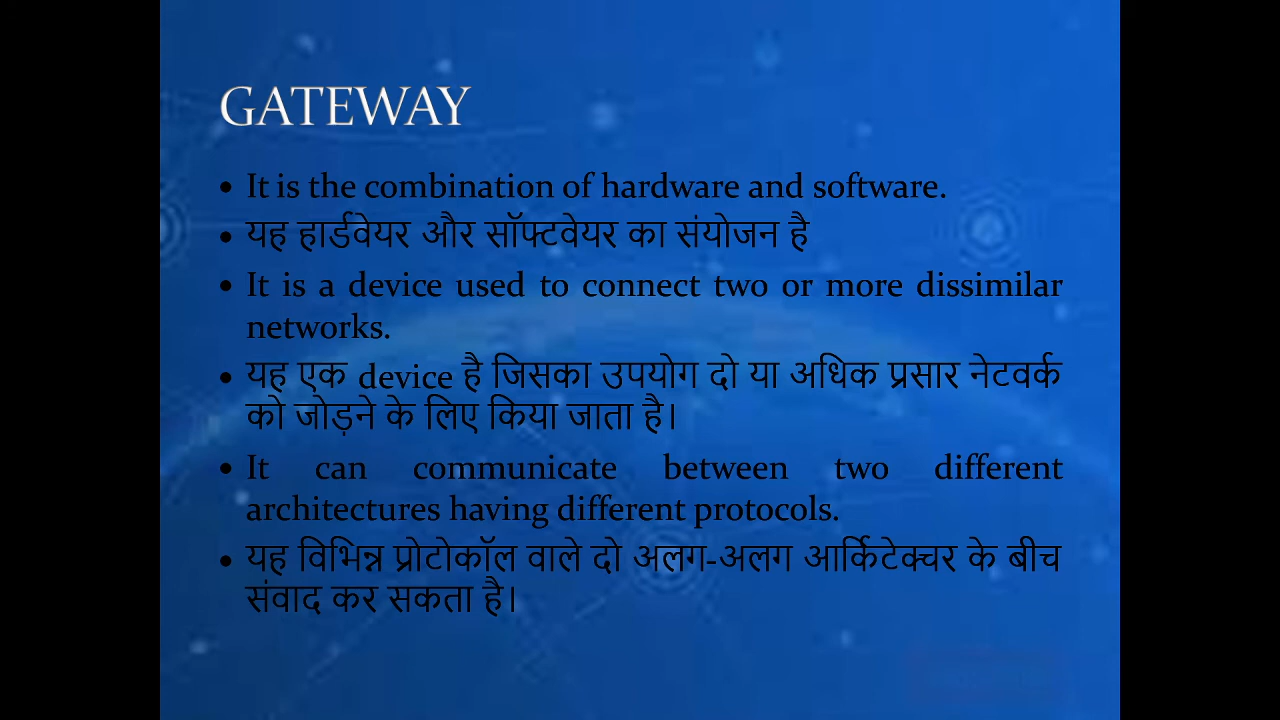 GATEWAY
• It is the combination of hardware and software.
• यह हार्डवेयर और सॉफ्टवेयर का संयोजन है
• It is a device used to connect two or more dissimilar
networks.
• यह एक device है जिसका उपयोग दो या अधिक प्रसार नेटवर्क
को जोड़ने के लिए किया जाता है।
• It can communicate between two different
architectures having different protocols.
• यह विभिन्न प्रोटोकॉल वाले दो अलग-अलग आर्किटेक्चर के बीच
संवाद कर सकता है।